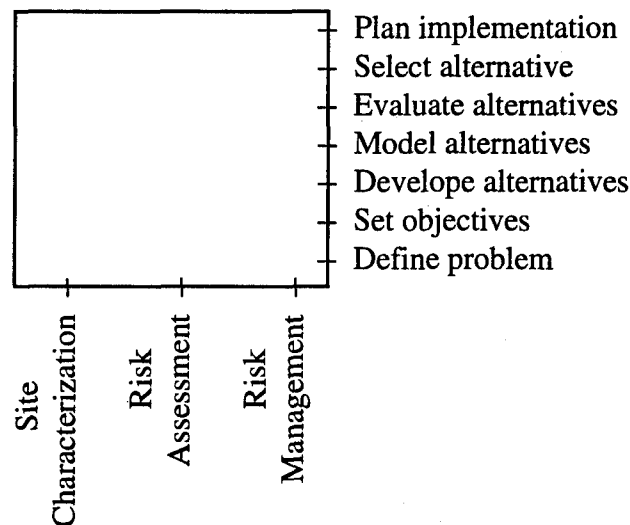 Plan implementation
Select alternative
Evaluate alternatives
Model alternatives
Develope alternatives
Set objectives
Define problem
Site
Characterization
Risk
Assessment
Risk
Management